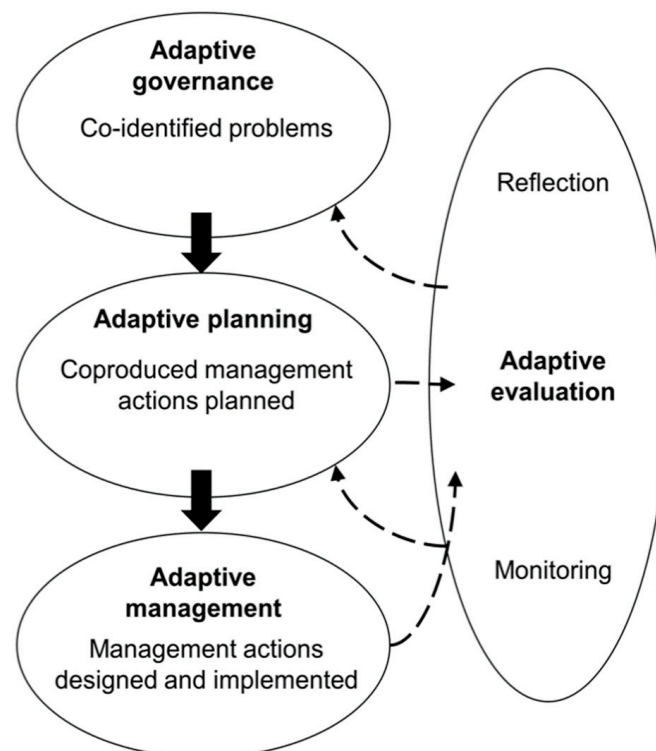 Adaptive
governance
Co-identified problems
Adaptive planning
Coproduced management
actions planned
Adaptive
management
Management actions
designed and implemented
Reflection
Adaptive
evaluation
Monitoring